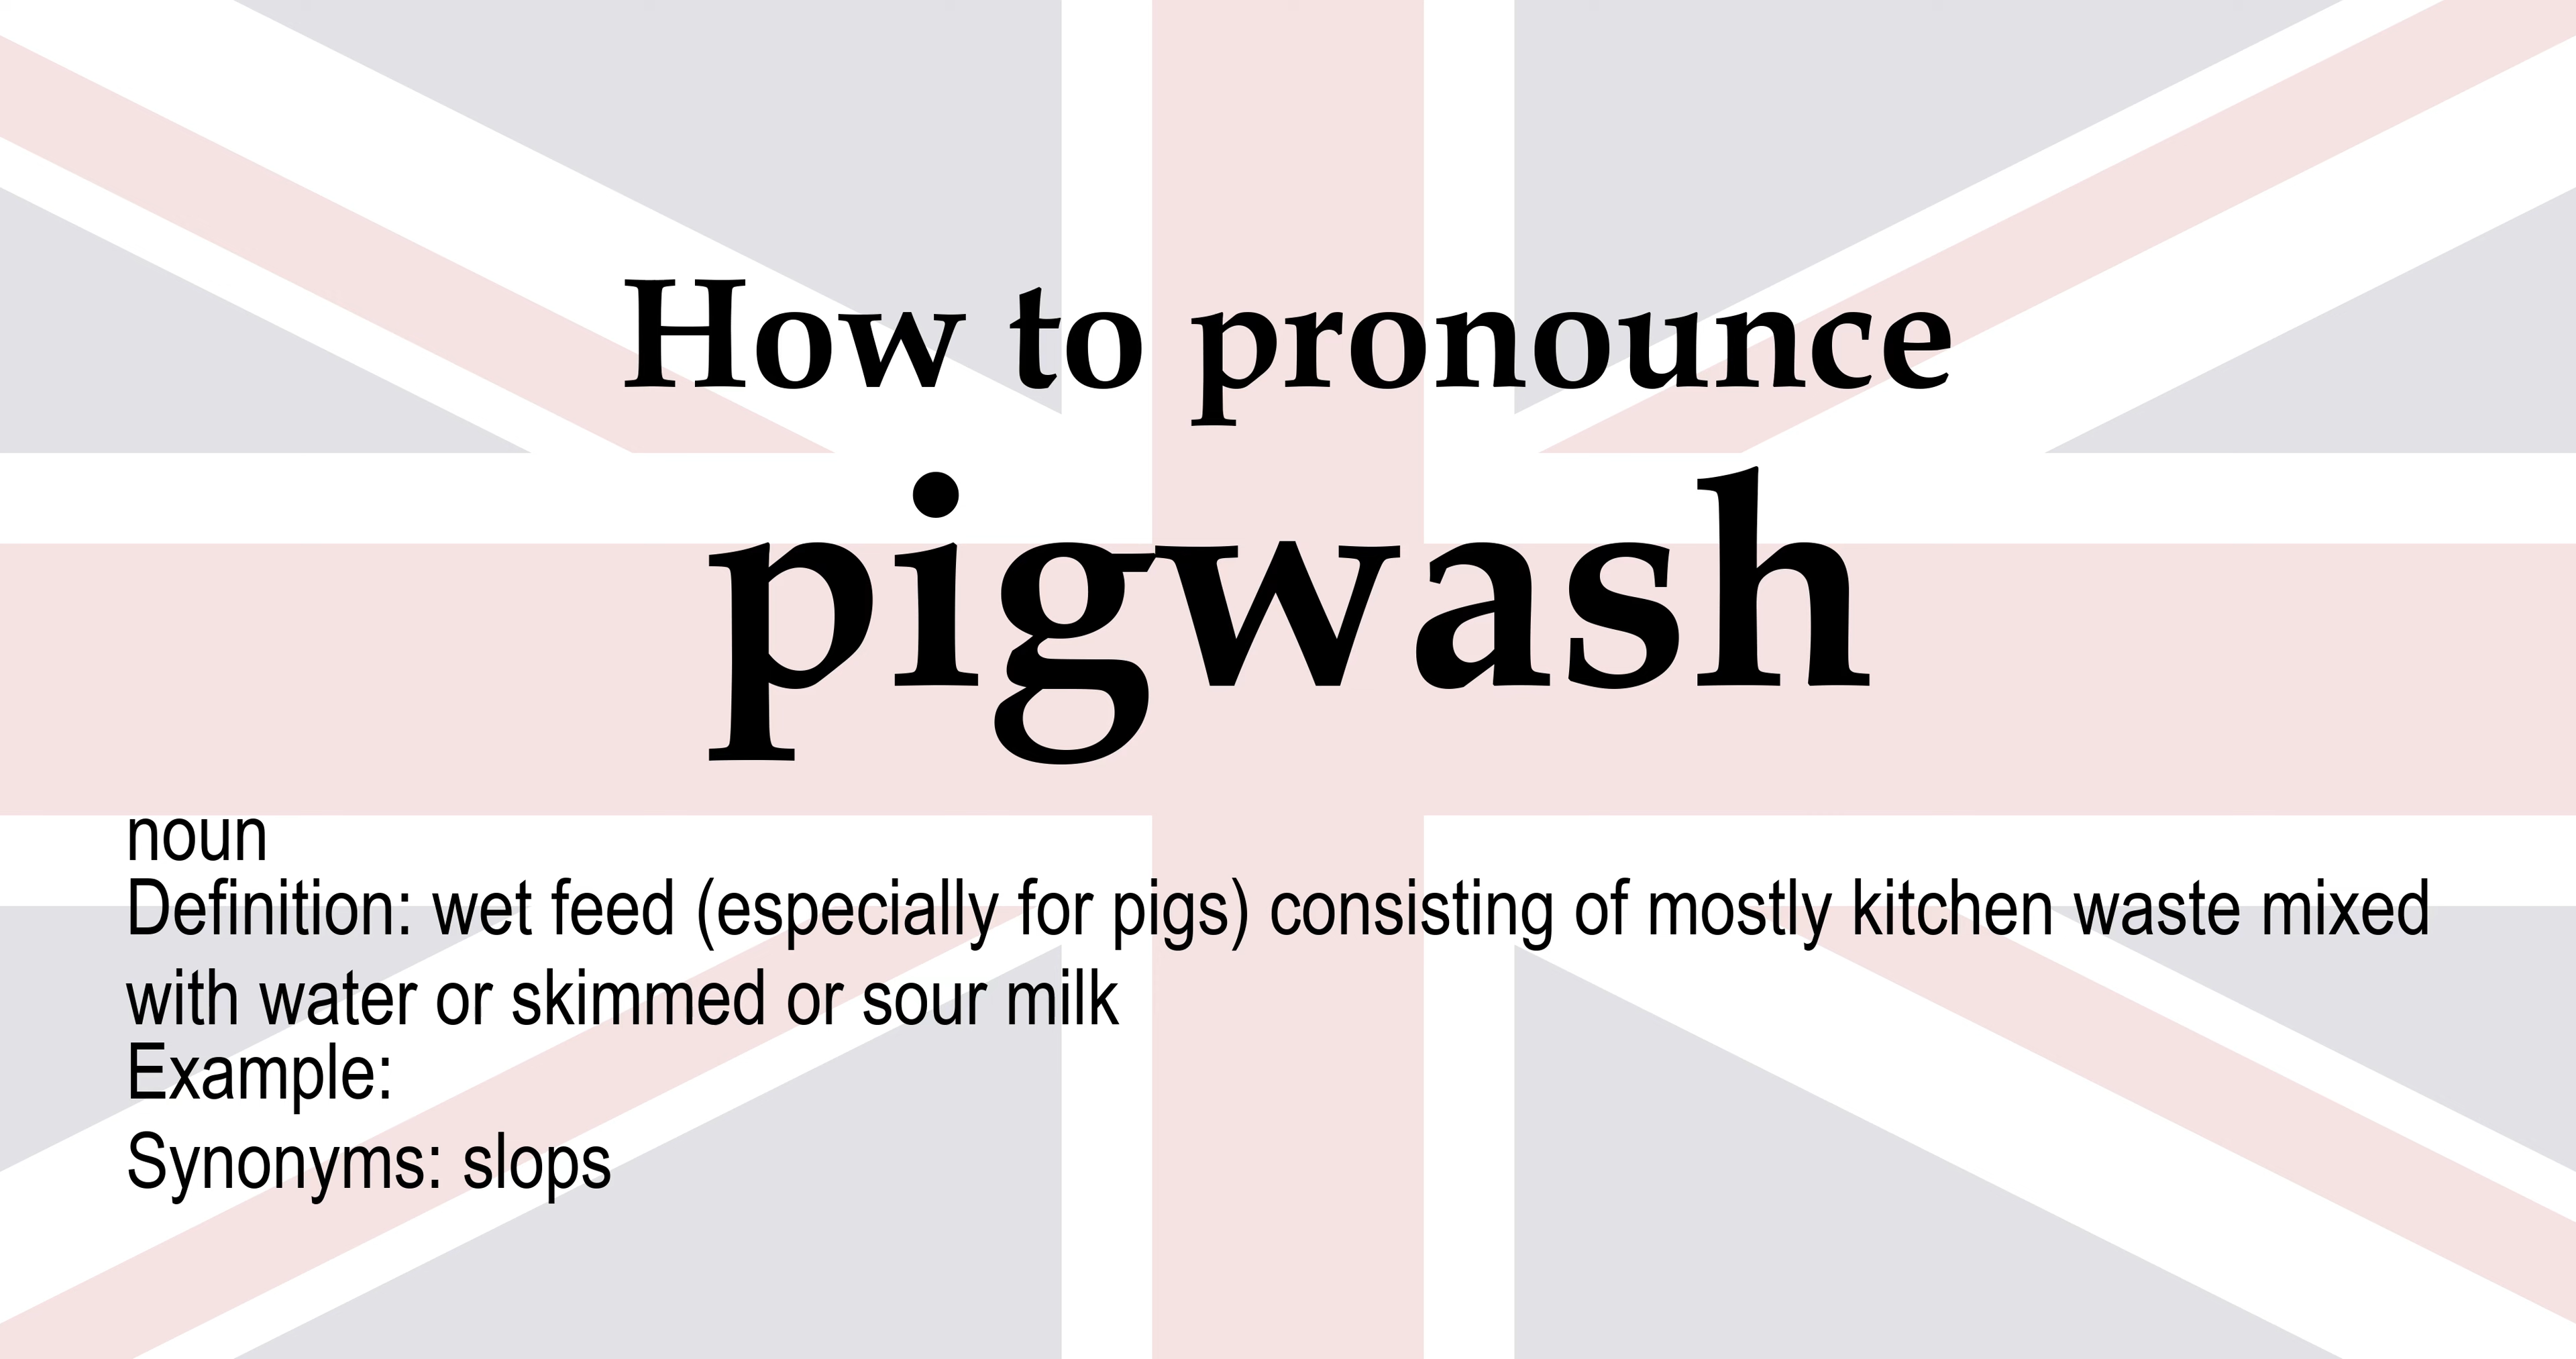 How to pronounce
pigwash
noun
Definition: wet feed (especially for pigs) consisting of mostly kitchen waste mixed
with water or skimmed or sour milk
Example:
Synonyms: slops